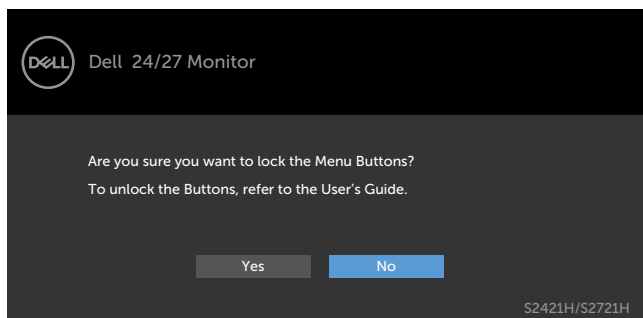 DELL
Dell 24/27 Monitor
Are you sure you want to lock the Menu Buttons?
To unlock the Buttons, refer to the User’s Guide.
Yes No
S2421H/S2721H